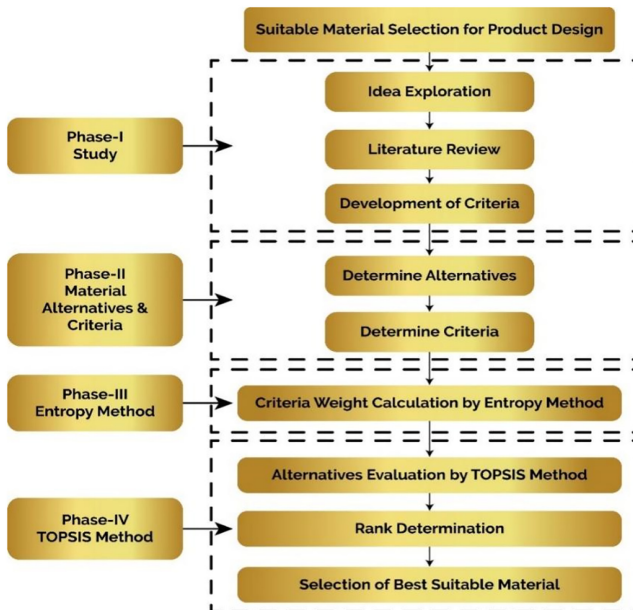 Suitable Material Selection for Product Design
Phase-I
Study
Idea Exploration
Literature Review
Development of Criteria
Phase-II
Material
Alternatives &
Criteria
Determine Alternatives
Determine Criteria
Phase-III
Entropy Method
Criteria Weight Calculation by Entropy Method
Phase-IV
TOPSIS Method
Alternatives Evaluation by TOPSIS Method
Rank Determination
Selection of Best Suitable Material